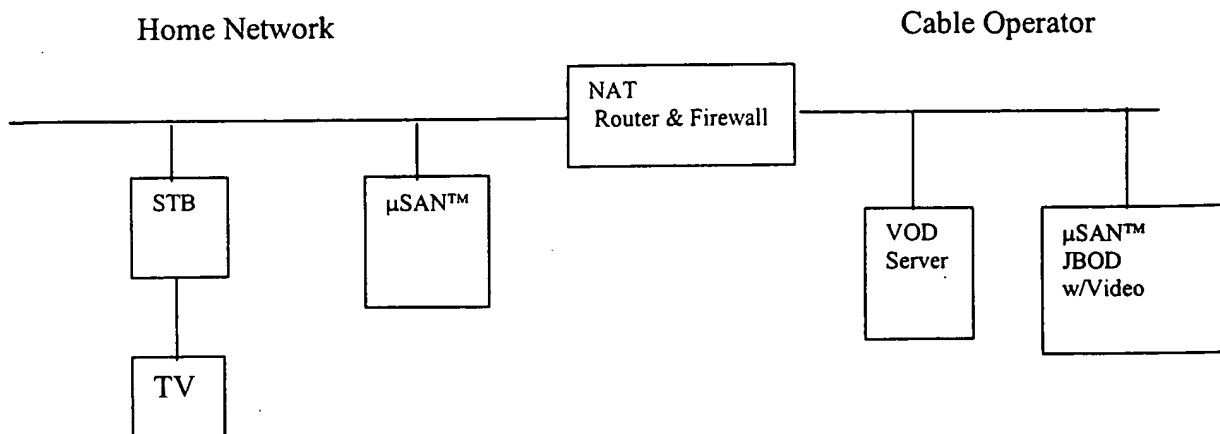 Home Network
Cable Operator
NAT
Router & Firewall
STB
µSAN™
VOD
Server
µSAN™
JBOD
w/Video
TV